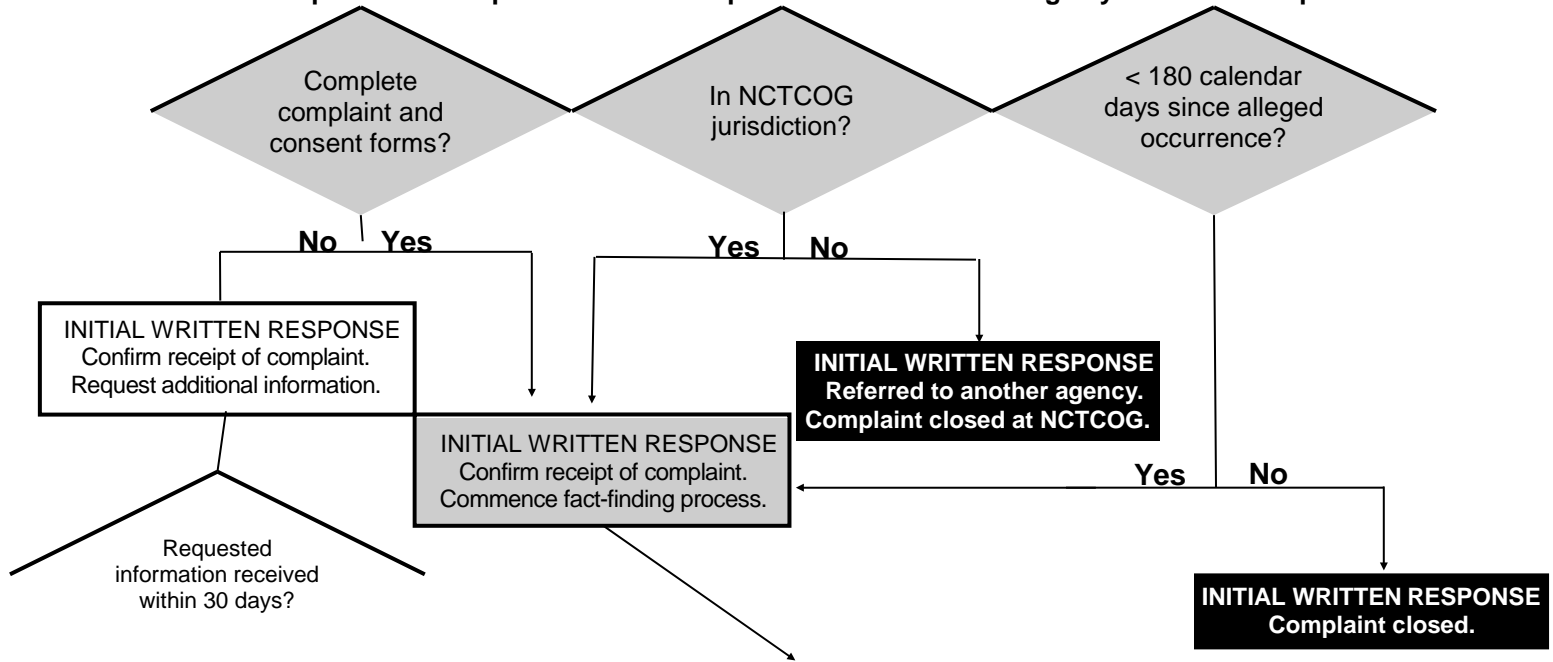 Complete
complaint and
consent forms?
In NCTCOG
jurisdiction?
< 180 calendar
days since alleged
occurrence?
No Yes
Yes No
INITIAL WRITTEN RESPONSE
Confirm receipt of complaint.
Request additional information.
INITIAL WRITTEN RESPONSE
Referred to another agency.
Complaint closed at NCTCOG.
INITIAL WRITTEN RESPONSE
Confirm receipt of complaint.
Commence fact-finding process.
Yes No
Requested
information received
within 30 days?
INITIAL WRITTEN RESPONSE
Complaint closed.